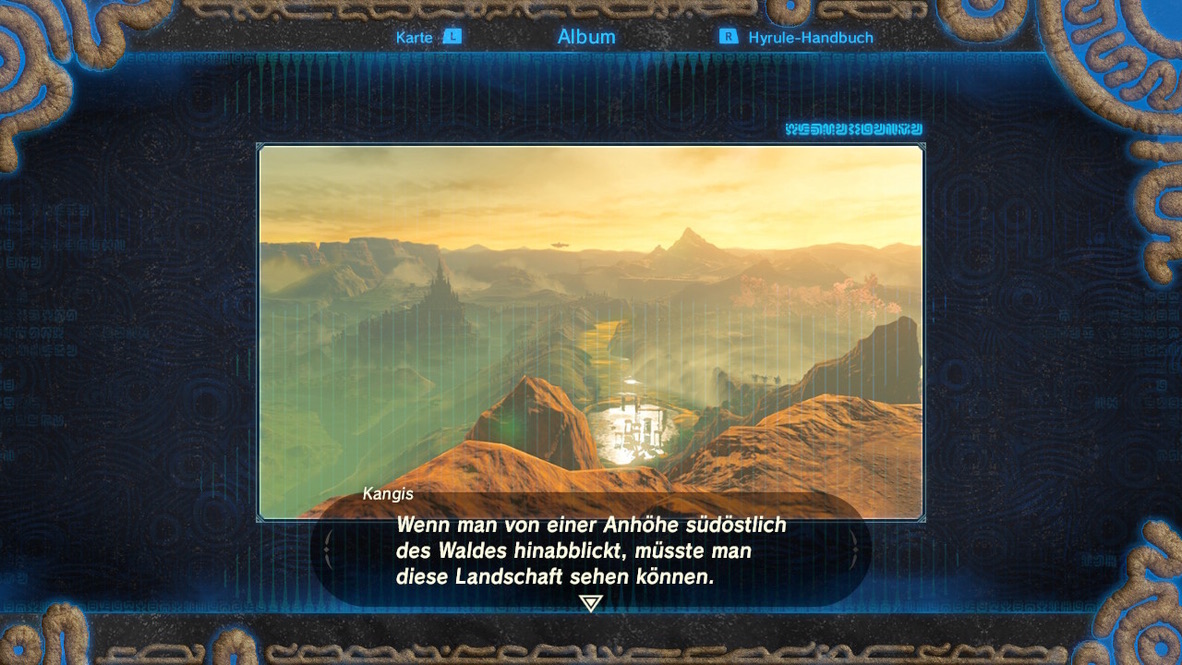 Karte L
Album
R Hyrule-Handbuch
Kangis
Wenn man von einer Anhöhe südöstlich
des Waldes hinabblickt, müsste man
diese Landschaft sehen können.